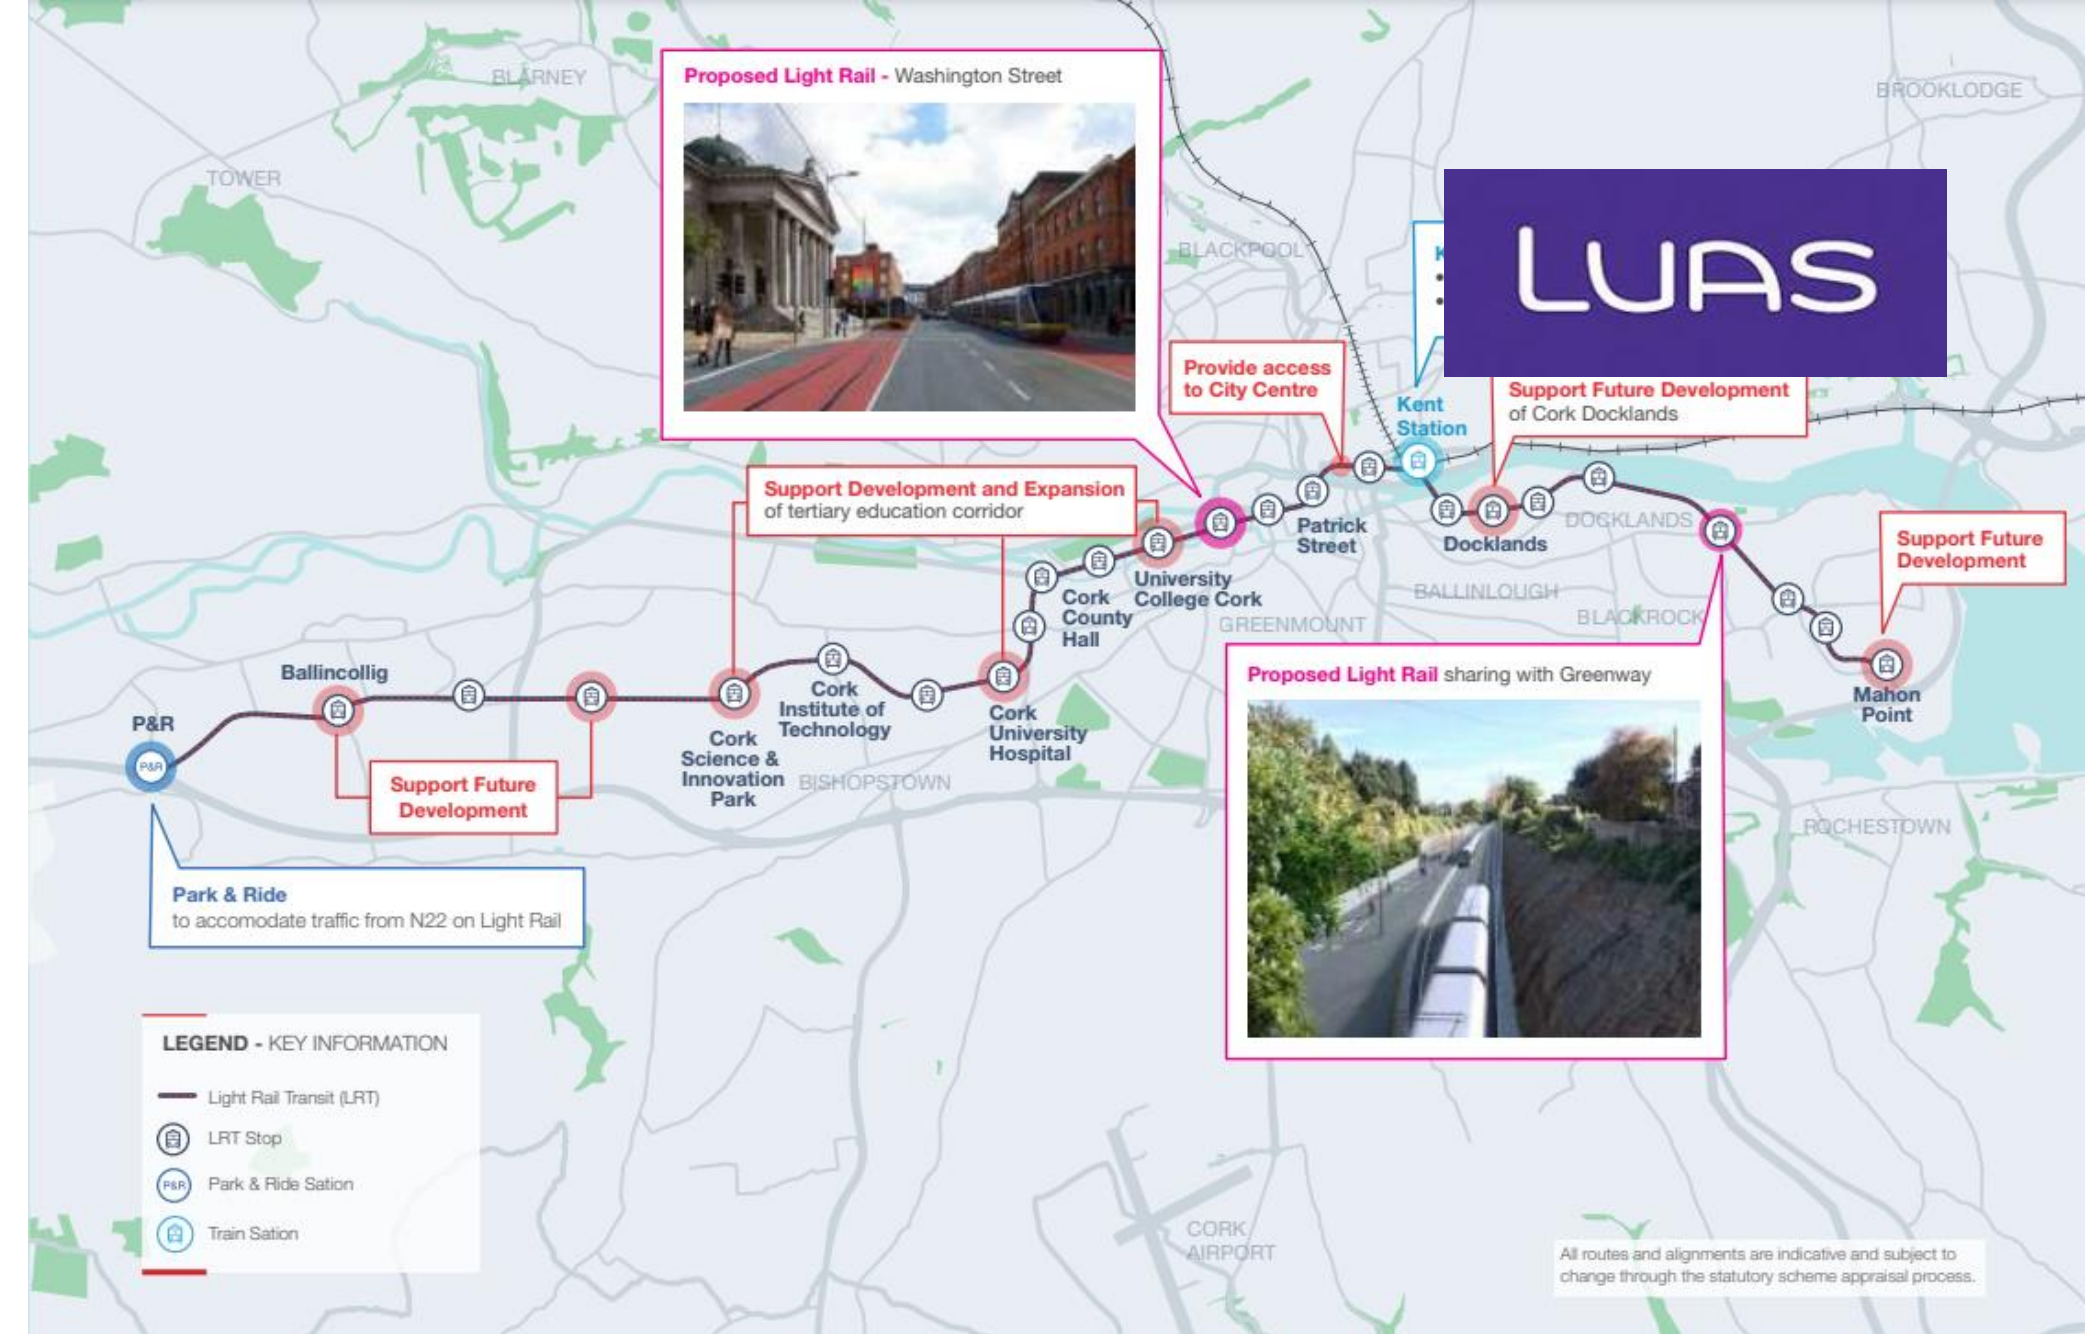 BLARNEY
TOWER
Proposed Light Rail - Washington Street
BROOKLODGE
BLACKPOOL
K
LUAS
Provide access
to City Centre
Kent
Station
Support Future Development
of Cork Docklands
Support Development and Expansion
of tertiary education corridor
Patrick
Street
Docklands
DOCKLANDS
Support Future
Development
University
College Cork
Cork
County
Hall
GREENMOUNT
BALLINLOUGH
BLACKROCK
Ballincollig
P&R
P&R
Support Future
Development
Cork
Science &
Innovation
Park
Cork
Institute of
Technology
Cork
University
Hospital
BISHOPSTOWN
Proposed Light Rail sharing with Greenway
Mahon
Point
ROCHESTOWN
Park & Ride
to accomodate traffic from N22 on Light Rail
LEGEND - KEY INFORMATION
Light Rail Transit (LRT)
LRT Stop
P&R Park & Ride Sation
Train Sation
CORK
AIRPORT
All routes and alignments are indicative and subject to
change through the statutory scheme appraisal process.